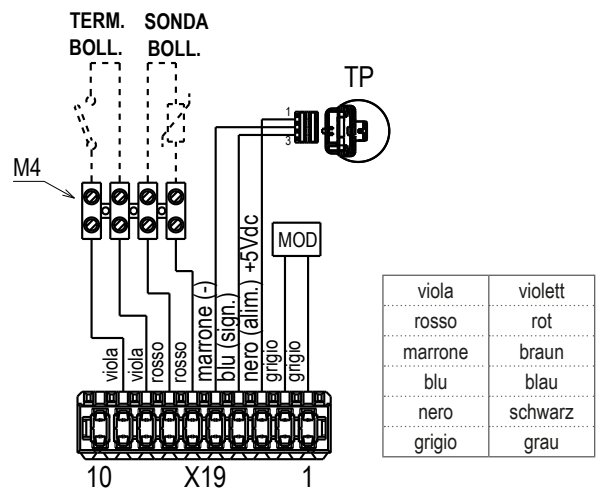 TERM. SONDA
BOLL. BOLL.
TP
1
3
M4
MOD
viola
viola
rosso
rosso
marrone (-)
blu (sign.)
nero (alim.) +5Vdc
grigio
grigio
10 X19 1
viola violett
rosso rot
marrone braun
blu blau
nero schwarz
grigio grau